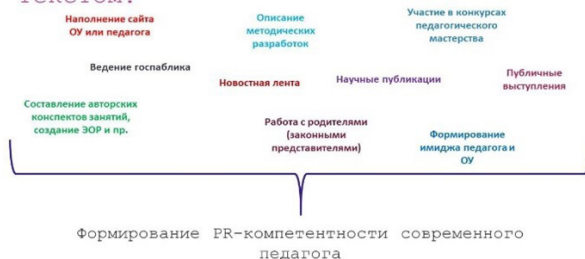 текстом:
Наполнение сайта
ОУ или педагога
Описание
методических
разработок
Участие в конкурсах
педагогического
мастерства
Ведение госпаблика
Новостная лента
Научные публикации
Публичные
выступления
Составление авторских
конспектов занятий,
создание ЭОР и пр.
Работа с родителями
(законными
представителями)
Формирование
имиджа педагога и
ОУ
Формирование PR-компетентности современного
педагога